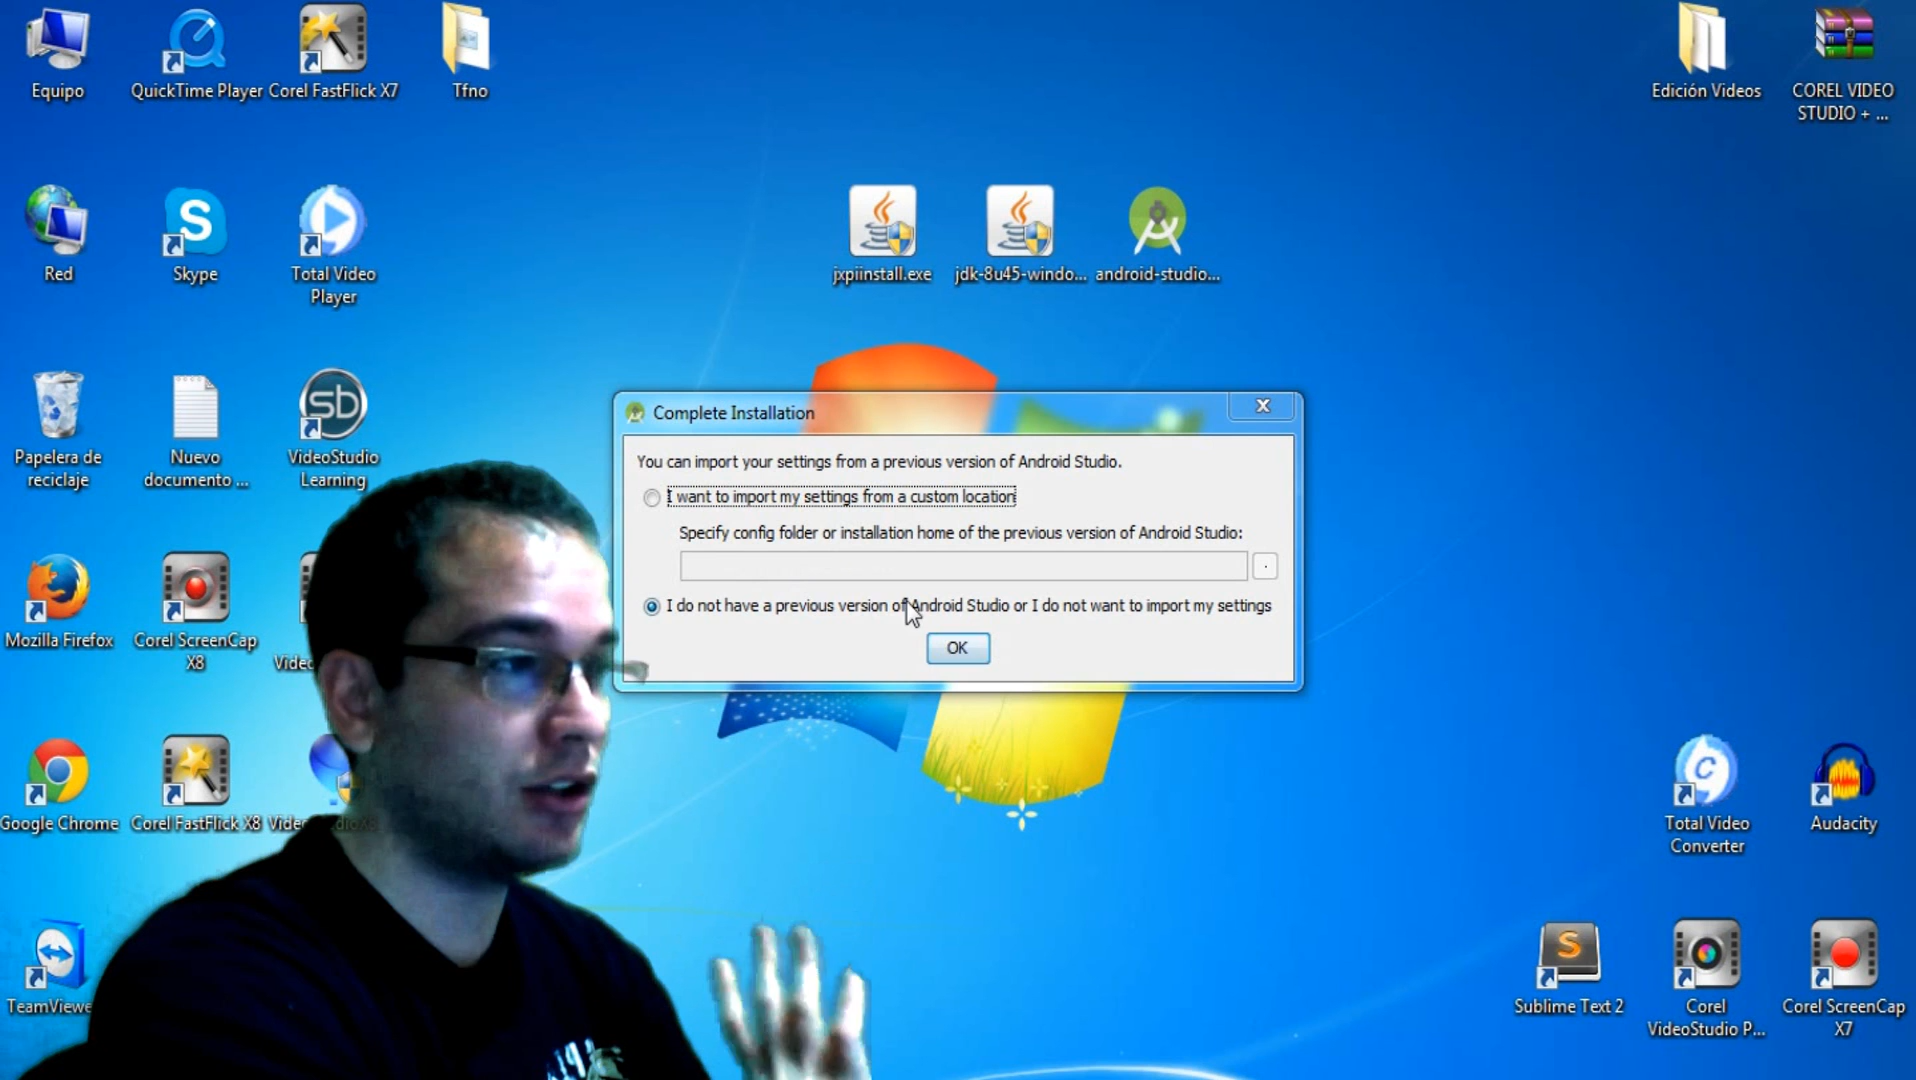 Equipo
QuickTime Player
Corel FastFlick X7
Tfno
Edición Videos
COREL VIDEO
STUDIO + ...
Red
Skype
Total Video
Player
jxpiinstall.exe
jdk-8u45-windo...
android-studio...
Papelera de
reciclaje
Nuevo
documento ...
VideoStudio
Learning
Complete Installation
You can import your settings from a previous version of Android Studio.
I want to import my settings from a custom location
Specify config folder or installation home of the previous version of Android Studio:
I do not have a previous version of Android Studio or I do not want to import my settings
OK
Mozilla Firefox
Corel ScreenCap
X8
Google Chrome
Corel FastFlick X8
Total Video
Converter
Audacity
TeamViewe
Sublime Text 2
Corel
VideoStudio P...
Corel ScreenCap
X7